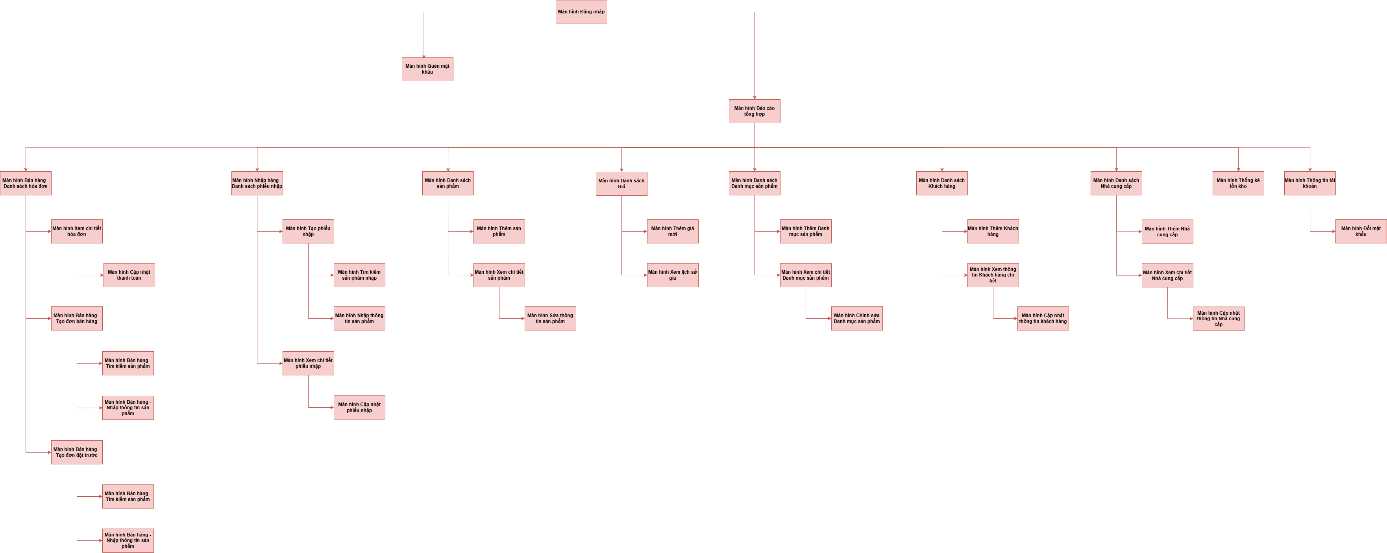 Màn hình Đăng nhập
Màn hình Quên mật
khẩu
Màn hình Báo cáo
tổng hợp
Màn hình Bán hàng
Danh sách hóa đơn
Màn hình Nhập hàng
Danh sách phiếu nhập
Màn hình Danh sách
sản phẩm
Màn hình Danh sách
Giá
Màn hình Danh sách
Danh mục sản phẩm
Màn hình Danh sách
Khách hàng
Màn hình Danh sách
Nhà cung cấp
Màn hình Thống kê
tồn kho
Màn hình Thông tin tài
khoản
Màn hình Xem chi tiết
hóa đơn
Màn hình Tạo phiếu
nhập
Màn hình Thêm sản
phẩm
Màn hình Thêm giá
mới
Màn hình Thêm Danh
mục sản phẩm
Màn hình Thêm Khách
hàng
Màn hình Thêm Nhà
cung cấp
Màn hình Đổi mật
khẩu
Màn hình Cập nhật
thanh toán
Màn hình Tìm kiếm
sản phẩm nhập
Màn hình Xem chi tiết
sản phẩm
Màn hình Xem lịch sử
giá
Màn hình Xem chi tiết
Danh mục sản phẩm
Màn hình Xem thông
tin Khách hàng chi
tiết
Màn hình Xem chi tiết
Nhà cung cấp
Màn hình Bán hàng
Tạo đơn bán hàng
Màn hình Nhập thông
tin sản phẩm
Màn hình Sửa thông
tin sản phẩm
Màn hình Chỉnh sửa
Danh mục sản phẩm
Màn hình Cập nhật
thông tin khách hàng
Màn hình Cập nhật
thông tin Nhà cung
cấp
Màn hình Bán hàng
Tìm kiếm sản phẩm
Màn hình Xem chi tiết
phiếu nhập
Màn hình Bán hàng -
Nhập thông tin sản
phẩm
Màn hình Cập nhật
phiếu nhập
Màn hình Bán hàng
Tạo đơn đặt trước
Màn hình Bán hàng
Tìm kiếm sản phẩm
Màn hình Bán hàng -
Nhập thông tin sản
phẩm